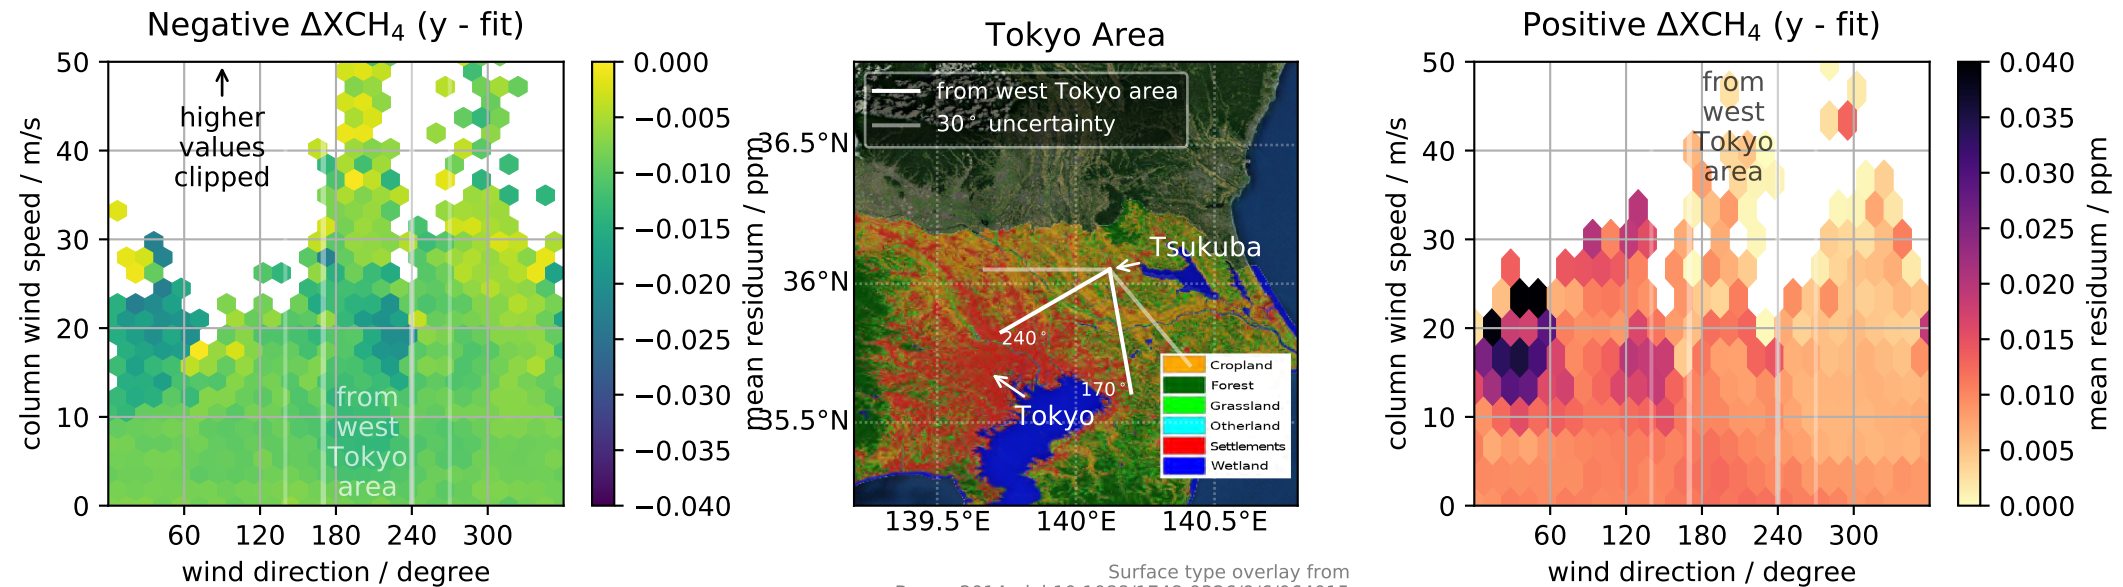 Negative ΔXCH₄ (y - fit)
column wind speed / m/s
50
40
30
20
10
0
higher
values
clipped
from
west
Tokyo
area
60 120 180 240 300
wind direction / degree
0.000
−0.005
−0.010
−0.015
−0.020
−0.025
−0.030
−0.035
−0.040
mean residuum / ppm
Tokyo Area
from west Tokyo area
30° uncertainty
36.5°N
36°N
35.5°N
Tsukuba
240°
170°
Tokyo
Cropland
Forest
Grassland
Otherland
Settlements
Wetland
139.5°E 140°E 140.5°E
Surface type overlay from
Positive ΔXCH₄ (y - fit)
column wind speed / m/s
50
40
30
20
10
0
from
west
Tokyo
area
60 120 180 240 300
wind direction / degree
0.040
0.035
0.030
0.025
0.020
0.015
0.010
0.005
0.000
mean residuum / ppm